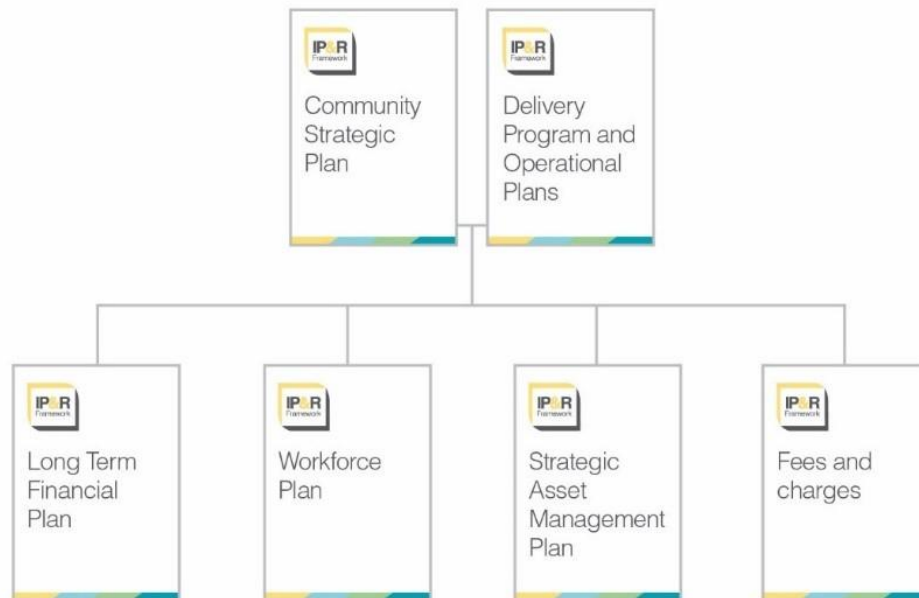 IP&R
Framework
Community
Strategic
Plan
IP&R
Framework
Delivery
Program and
Operational
Plans
IP&R
Framework
Long Term
Financial
Plan
IP&R
Framework
Workforce
Plan
IP&R
Framework
Strategic
Asset
Management
Plan
IP&R
Framework
Fees and
charges